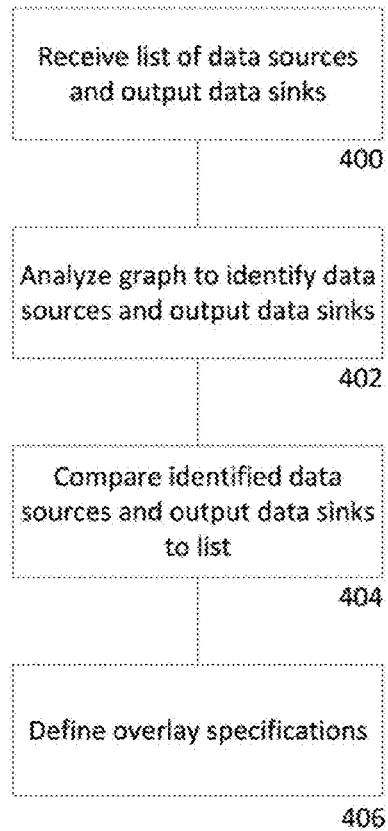 Receive list of data sources
and output data sinks
400
Analyze graph to identify data
sources and output data sinks
402
Compare identified data
sources and output data sinks
to list
404
Define overlay specifications
406